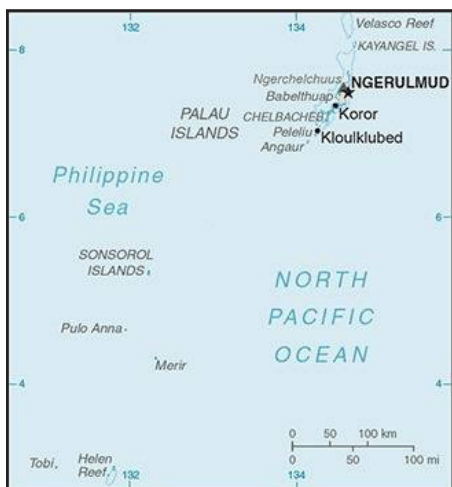 132
134
Velasco Reef
8
KAYANGEL IS.
Ngerchelchuus
NGERULMUD
Babelthuap
PALAU
ISLANDS
CHELBACHEB
Koror
Peleliu
Kloulklubed
Angaur
Philippine
Sea
6
6
SONSOROL
ISLANDS
NORTH
PACIFIC
OCEAN
Pulo Anna
Merir
4
4
0 50 100 km
0 50 100 mi
Tobi
Helen
Reef
132
134